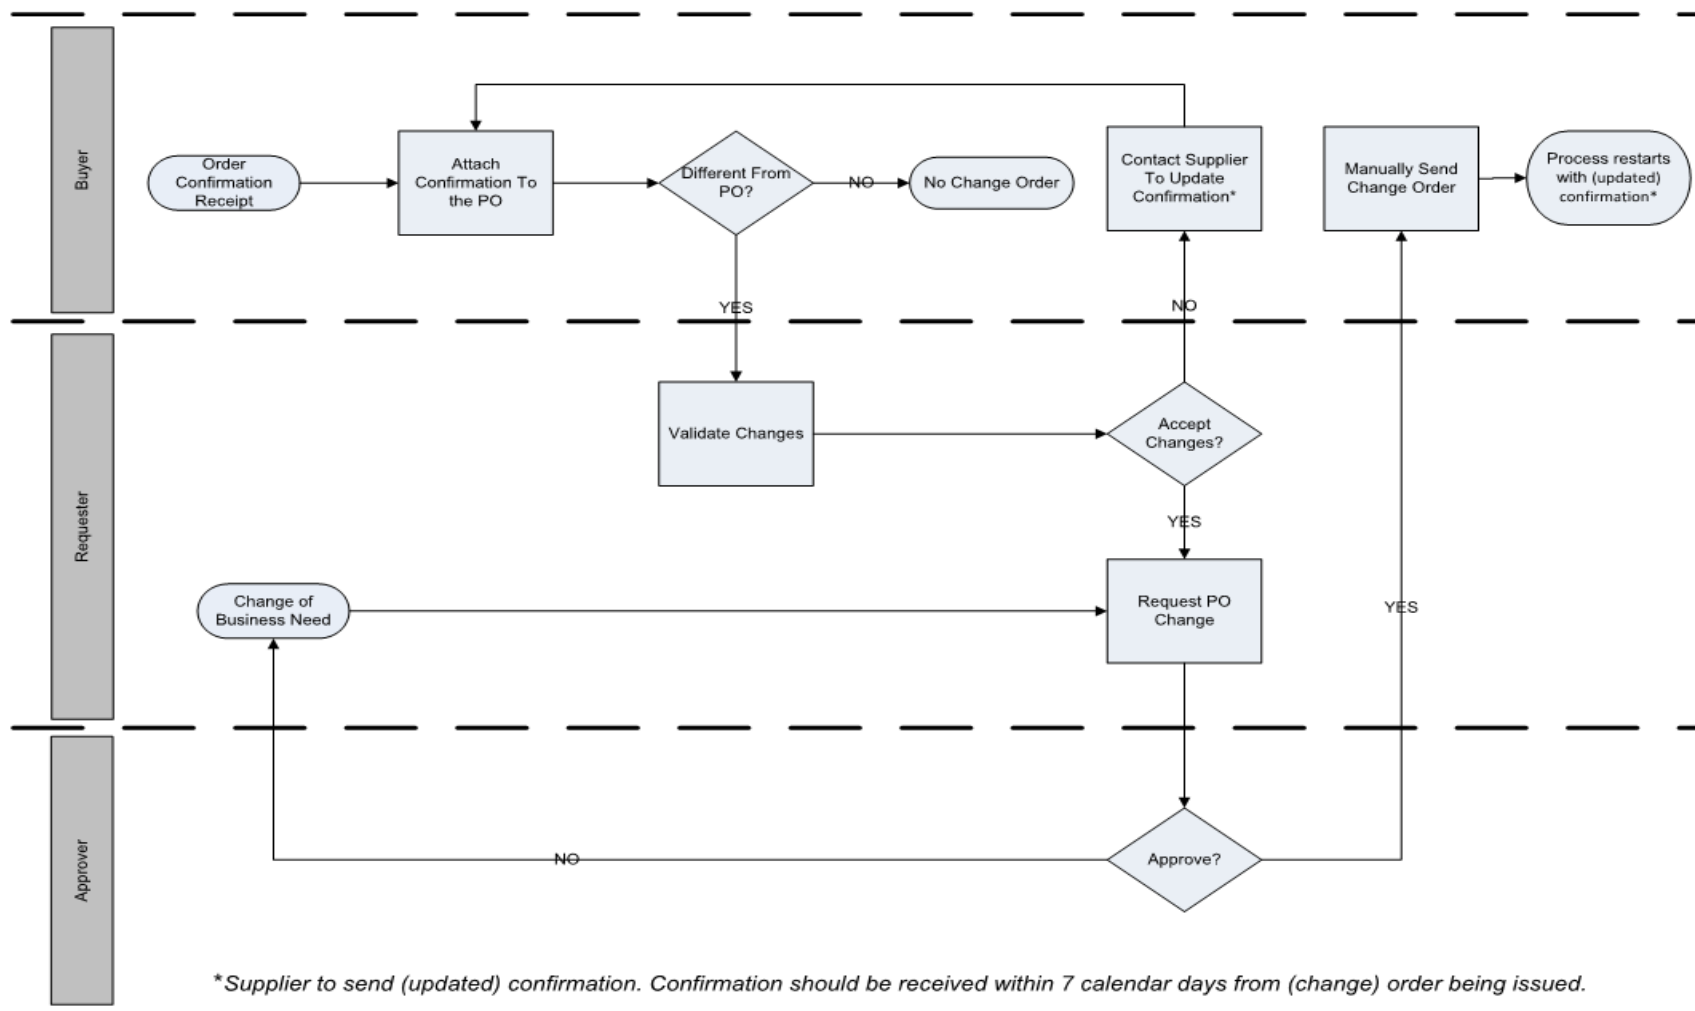 Buyer
Order
Confirmation
Receipt
Attach
Confirmation To
the PO
Different From
PO?
NO
No Change Order
Contact Supplier
To Update
Confirmation*
Manually Send
Change Order
Process restarts
with (updated)
confirmation*
YES
NO
Requester
Validate Changes
Accept
Changes?
YES
Change of
Business Need
Request PO
Change
YES
Approver
NO
Approve?
*Supplier to send (updated) confirmation. Confirmation should be received within 7 calendar days from (change) order being issued.